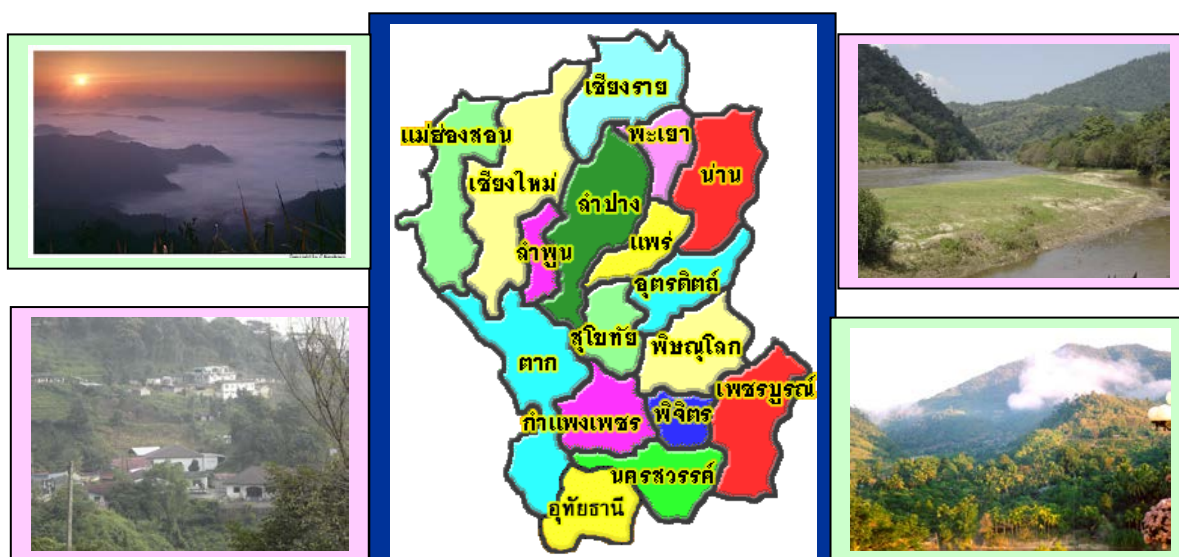 เชียงราย
แม่ฮ่องสอน
พะเยา
เชียงใหม่
น่าน
ลำปาง
ลำพูน
แพร่
อุตรดิตถ์
สุโขทัย
พิษณุโลก
ตาก
เพชรบูรณ์
กำแพงเพชร
พิจิตร
นครสวรรค์
อุทัยธานี